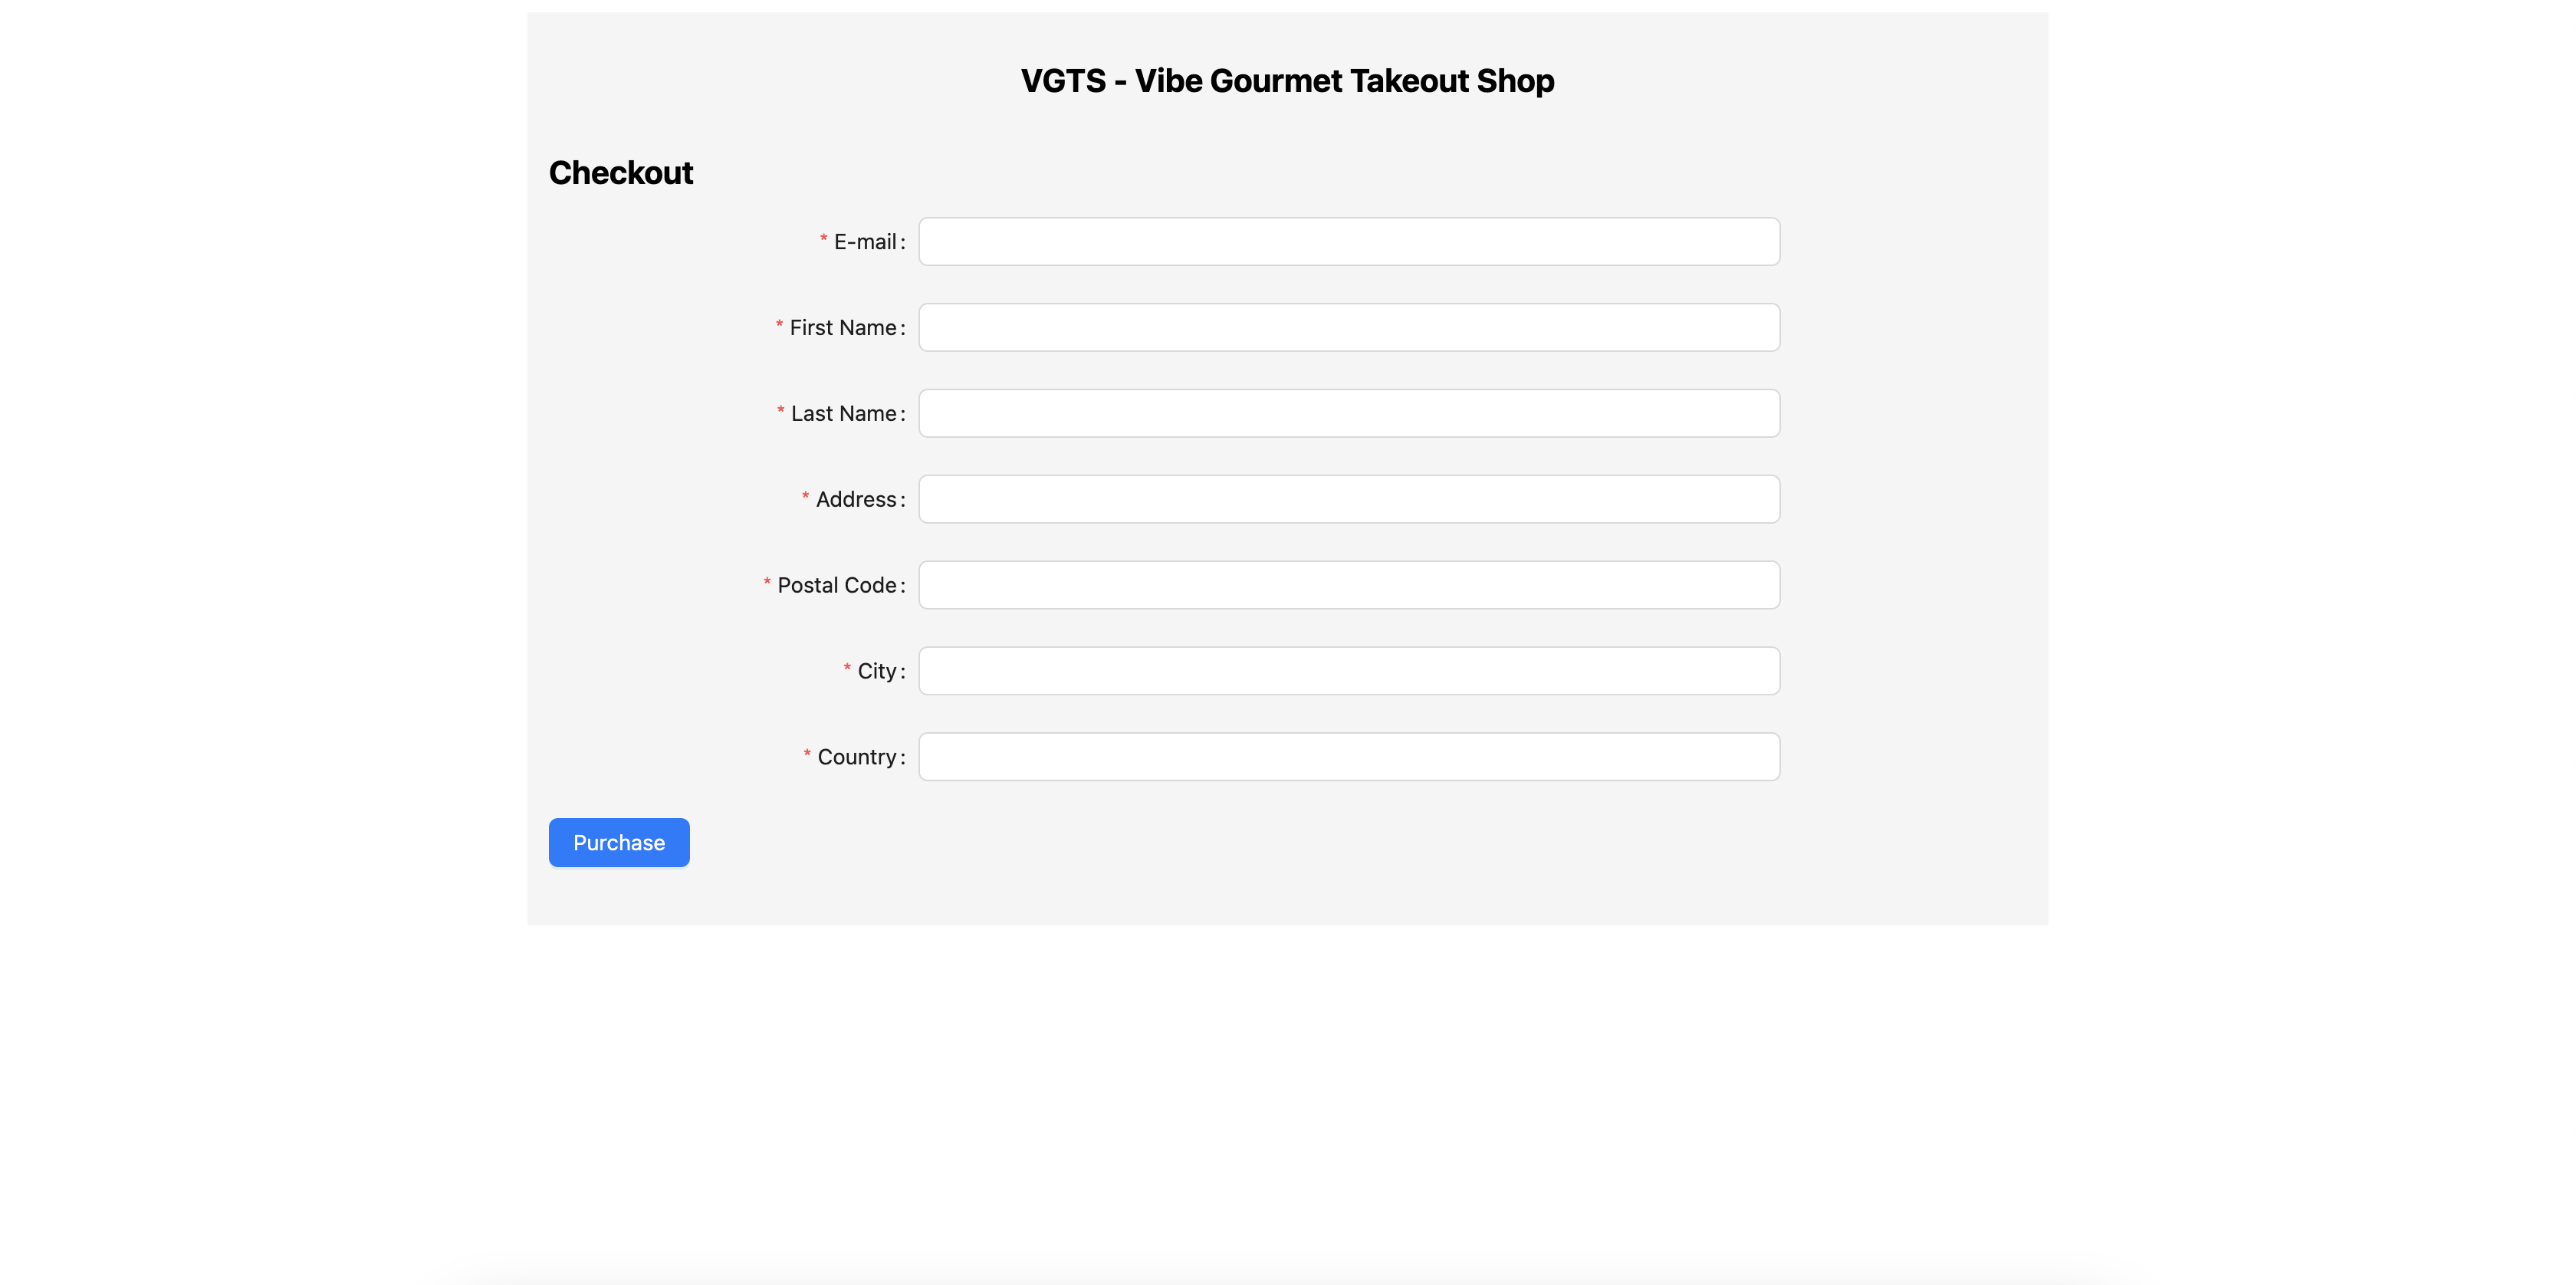 VGTS - Vibe Gourmet Takeout Shop
Checkout
* E-mail:
* First Name:
* Last Name:
* Address:
* Postal Code:
* City:
* Country:
Purchase